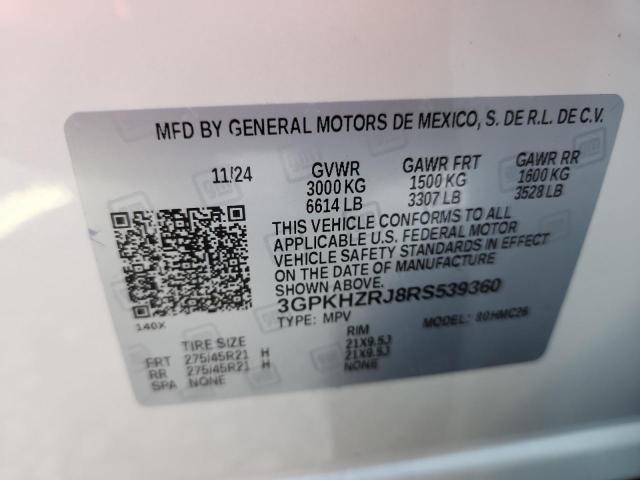 MFD BY GENERAL MOTORS DE MEXICO, S. DE R.L. DE C.V.
11/24 GVWR GAWR FRT GAWR RR
3000 KG 1500 KG 1600 KG
6614 LB 3307 LB 3528 LB
THIS VEHICLE CONFORMS TO ALL
APPLICABLE U.S. FEDERAL MOTOR
VEHICLE SAFETY STANDARDS IN EFFECT
ON THE DATE OF MANUFACTURE
SHOWN ABOVE.
3GPKHZRJ8RS539360
140X TYPE: MPV MODEL: 80HMC26
TIRE SIZE RIM
FRT 275/45R21 H 21X9.5J
RR 275/45R21 H 21X9.5J
SPA NONE NONE